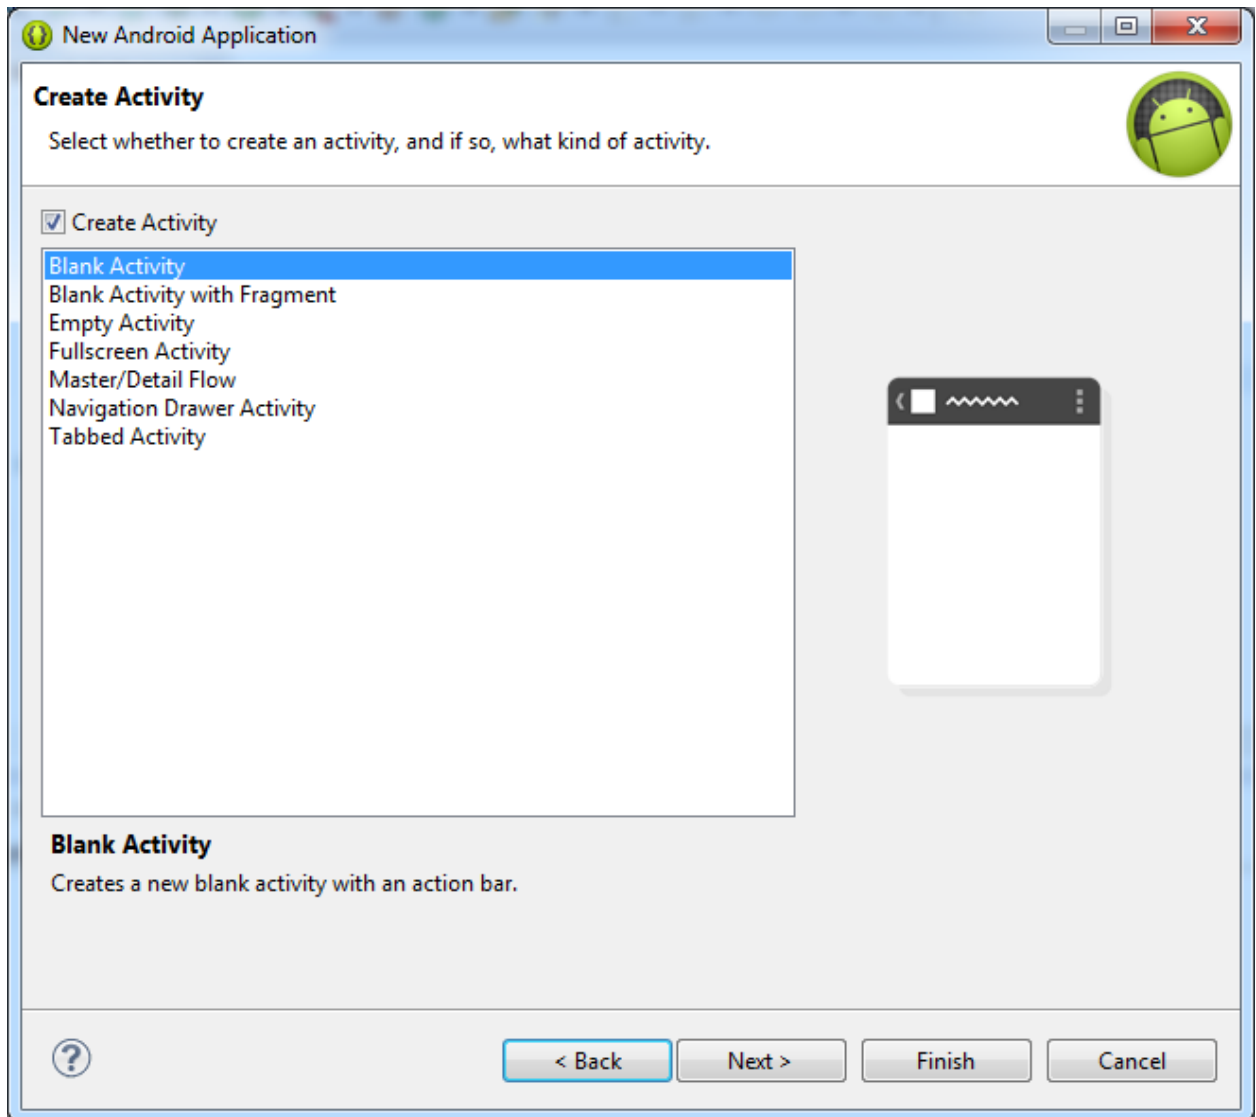 New Android Application
Create Activity
Select whether to create an activity, and if so, what kind of activity.
Create Activity
Blank Activity
Blank Activity with Fragment
Empty Activity
Fullscreen Activity
Master/Detail Flow
Navigation Drawer Activity
Tabbed Activity
Blank Activity
Creates a new blank activity with an action bar.
< Back Next > Finish Cancel